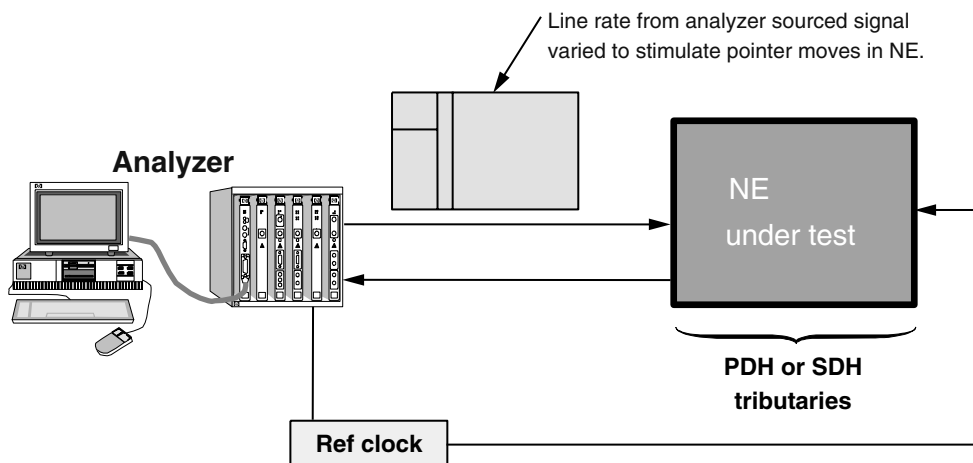 Line rate from analyzer sourced signal
varied to stimulate pointer moves in NE.
Analyzer
NE
under test
PDH or SDH
tributaries
Ref clock